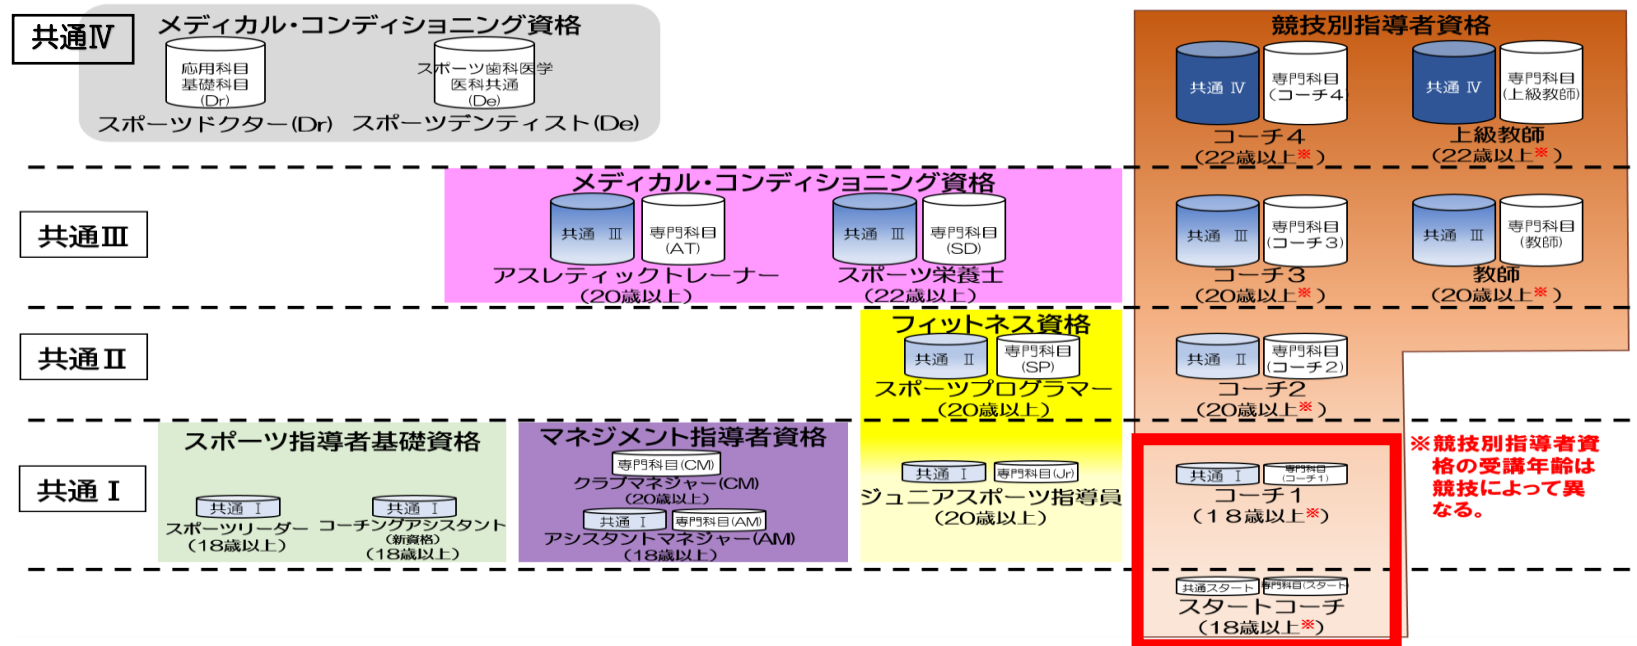 共通Ⅳ
メディカル・コンディショニング資格
応用科目
基礎科目
(Dr)
スポーツドクター(Dr)
スポーツ歯科医学
医科共通
(De)
スポーツデンティスト(De)
競技別指導者資格
共通 Ⅳ
専門科目
(コーチ4
コーチ4
(22歳以上※)
共通 Ⅳ
専門科目
(上級教師)
上級教師
(22歳以上※)
共通Ⅲ
メディカル・コンディショニング資格
共通 Ⅲ
専門科目
(AT)
アスレティックトレーナー
(20歳以上)
共通 Ⅲ
専門科目
(SD)
スポーツ栄養士
(22歳以上)
共通 Ⅲ
専門科目
(コーチ3)
コーチ3
(20歳以上※)
共通 Ⅲ
専門科目
(教師)
教師
(20歳以上※)
共通Ⅱ
フィットネス資格
共通 Ⅱ
専門科目
(SP)
スポーツプログラマー
(20歳以上)
共通 Ⅱ
専門科目
(コーチ2)
コーチ2
(20歳以上※)
共通Ⅰ
スポーツ指導者基礎資格
共通 Ⅰ
スポーツリーダー
(18歳以上)
共通 Ⅰ
コーチングアシスタント
(新資格)
(18歳以上)
マネジメント指導者資格
専門科目(CM)
クラブマネジャー(CM)
(20歳以上)
共通 Ⅰ
専門科目(AM)
アシスタントマネジャー(AM)
(18歳以上)
共通 Ⅰ
専門科目(Jr)
ジュニアスポーツ指導員
(20歳以上)
共通 Ⅰ
専門科目
(コーチ1)
コーチ1
(18歳以上※)
※競技別指導者資
格の受講年齢は
競技によって異
なる。
共通スタート
専門科目(スタート)
スタートコーチ
(18歳以上※)